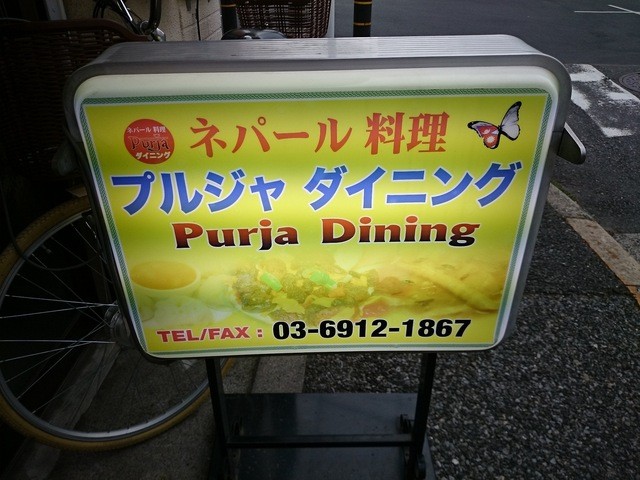 ネパール 料理
Purja
ダイニング
ネパール 料理
プルジャ ダイニング
Purja Dining
TEL/FAX : 03-6912-1867